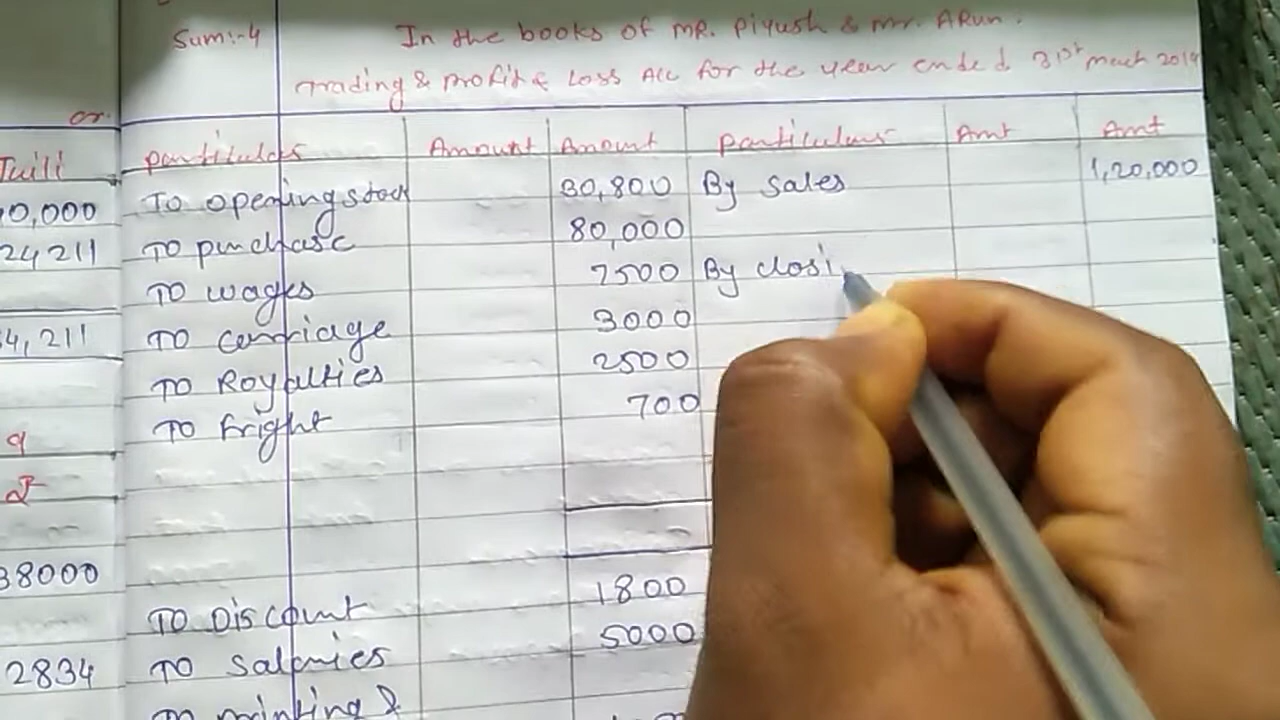 Sum:-4 In the books of MR. Piyush & Mr. ARun.
Trading & Profit & Loss A/c for the year ended 31st March 2019
cr.
particulars Amount Amount particulars Amt Amt
To opening stock 30,800 By Sales 1,20,000
To purchase 80,000
To wages 7500 By closi
To carriage 3000
To Royalties 2500
To fright 700
To Discount 1800
To Salaries 5000
To printing &
0,000
24,211
4,211
38000
2834